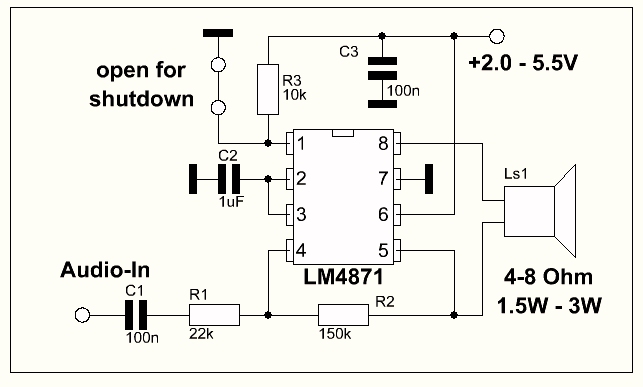 C3
+2.0 - 5.5V
open for
shutdown
R3
10k
100n
1
8
C2
2
7
1uF
Ls1
3
6
4
5
Audio-In
LM4871
4-8 Ohm
1.5W - 3W
C1
R1
R2
100n
22k
150k